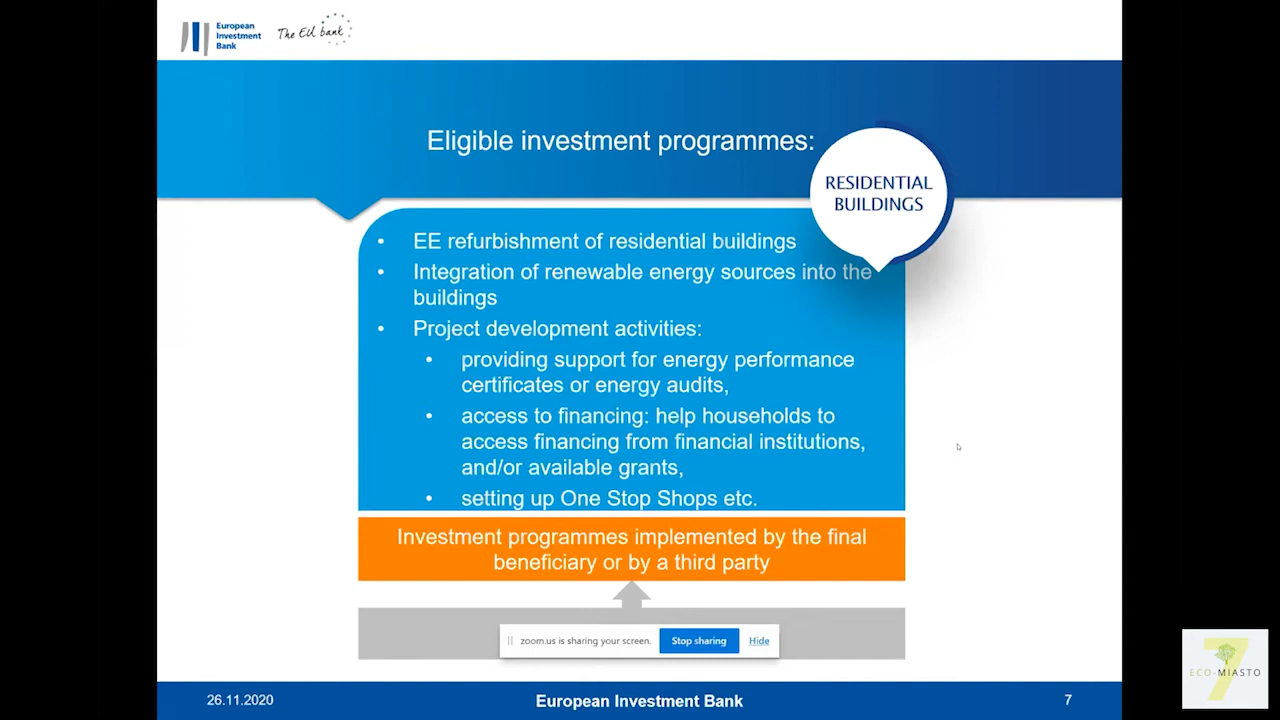 European
Investment
Bank
The EU bank
Eligible investment programmes:
RESIDENTIAL
BUILDINGS
• EE refurbishment of residential buildings
• Integration of renewable energy sources into the
buildings
• Project development activities:
• providing support for energy performance
certificates or energy audits,
• access to financing: help households to
access financing from financial institutions,
and/or available grants,
• setting up One Stop Shops etc.
Investment programmes implemented by the final
beneficiary or by a third party
zoom.us is sharing your screen. Stop sharing Hide
26.11.2020 European Investment Bank 7
7
ECO-MIASTO